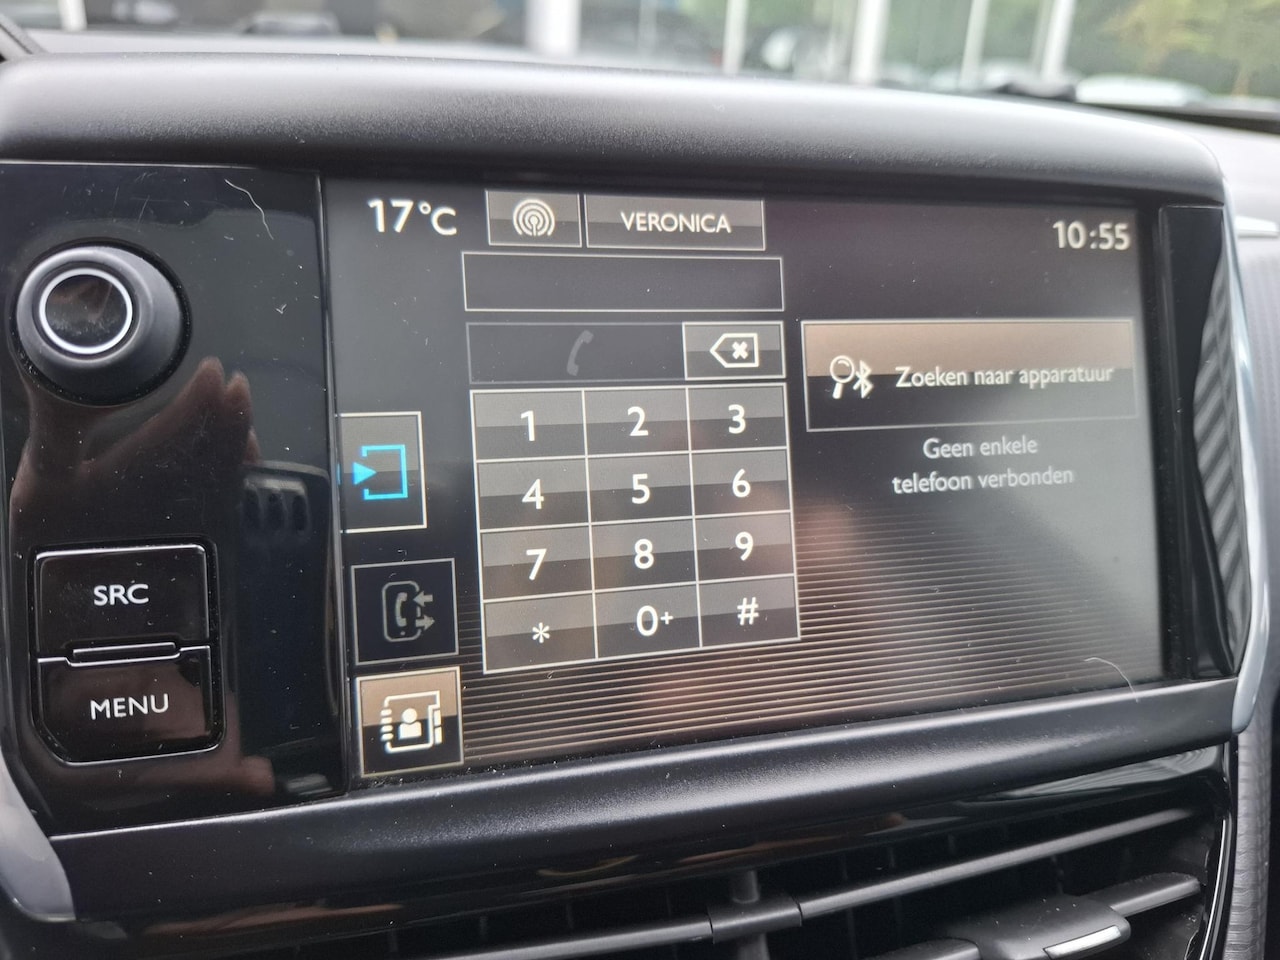 17°C
VERONICA
10:55
Zoeken naar apparatuur
Geen enkele
telefoon verbonden
1 2 3
4 5 6
7 8 9
* 0+ #
SRC
MENU